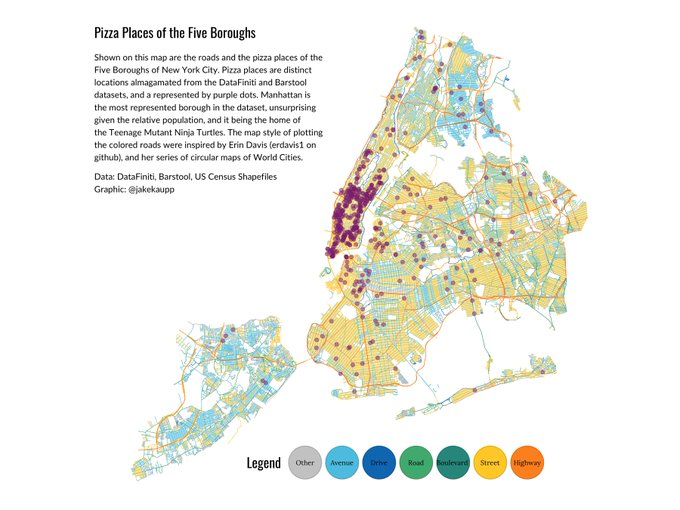 Pizza Places of the Five Boroughs
Shown on this map are the roads and the pizza places of the
Five Boroughs of New York City. Pizza places are distinct
locations almagamated from the DataFiniti and Barstool
datasets, and a represented by purple dots. Manhattan is
the most represented borough in the dataset, unsurprising
given the relative population, and it being the home of
the Teenage Mutant Ninja Turtles. The map style of plotting
the colored roads were inspired by Erin Davis (erdavis1 on
github), and her series of circular maps of World Cities.
Data: DataFiniti, Barstool, US Census Shapefiles
Graphic: @jakekaupp
Legend
Other
Avenue
Drive
Road
Boulevard
Street
Highway